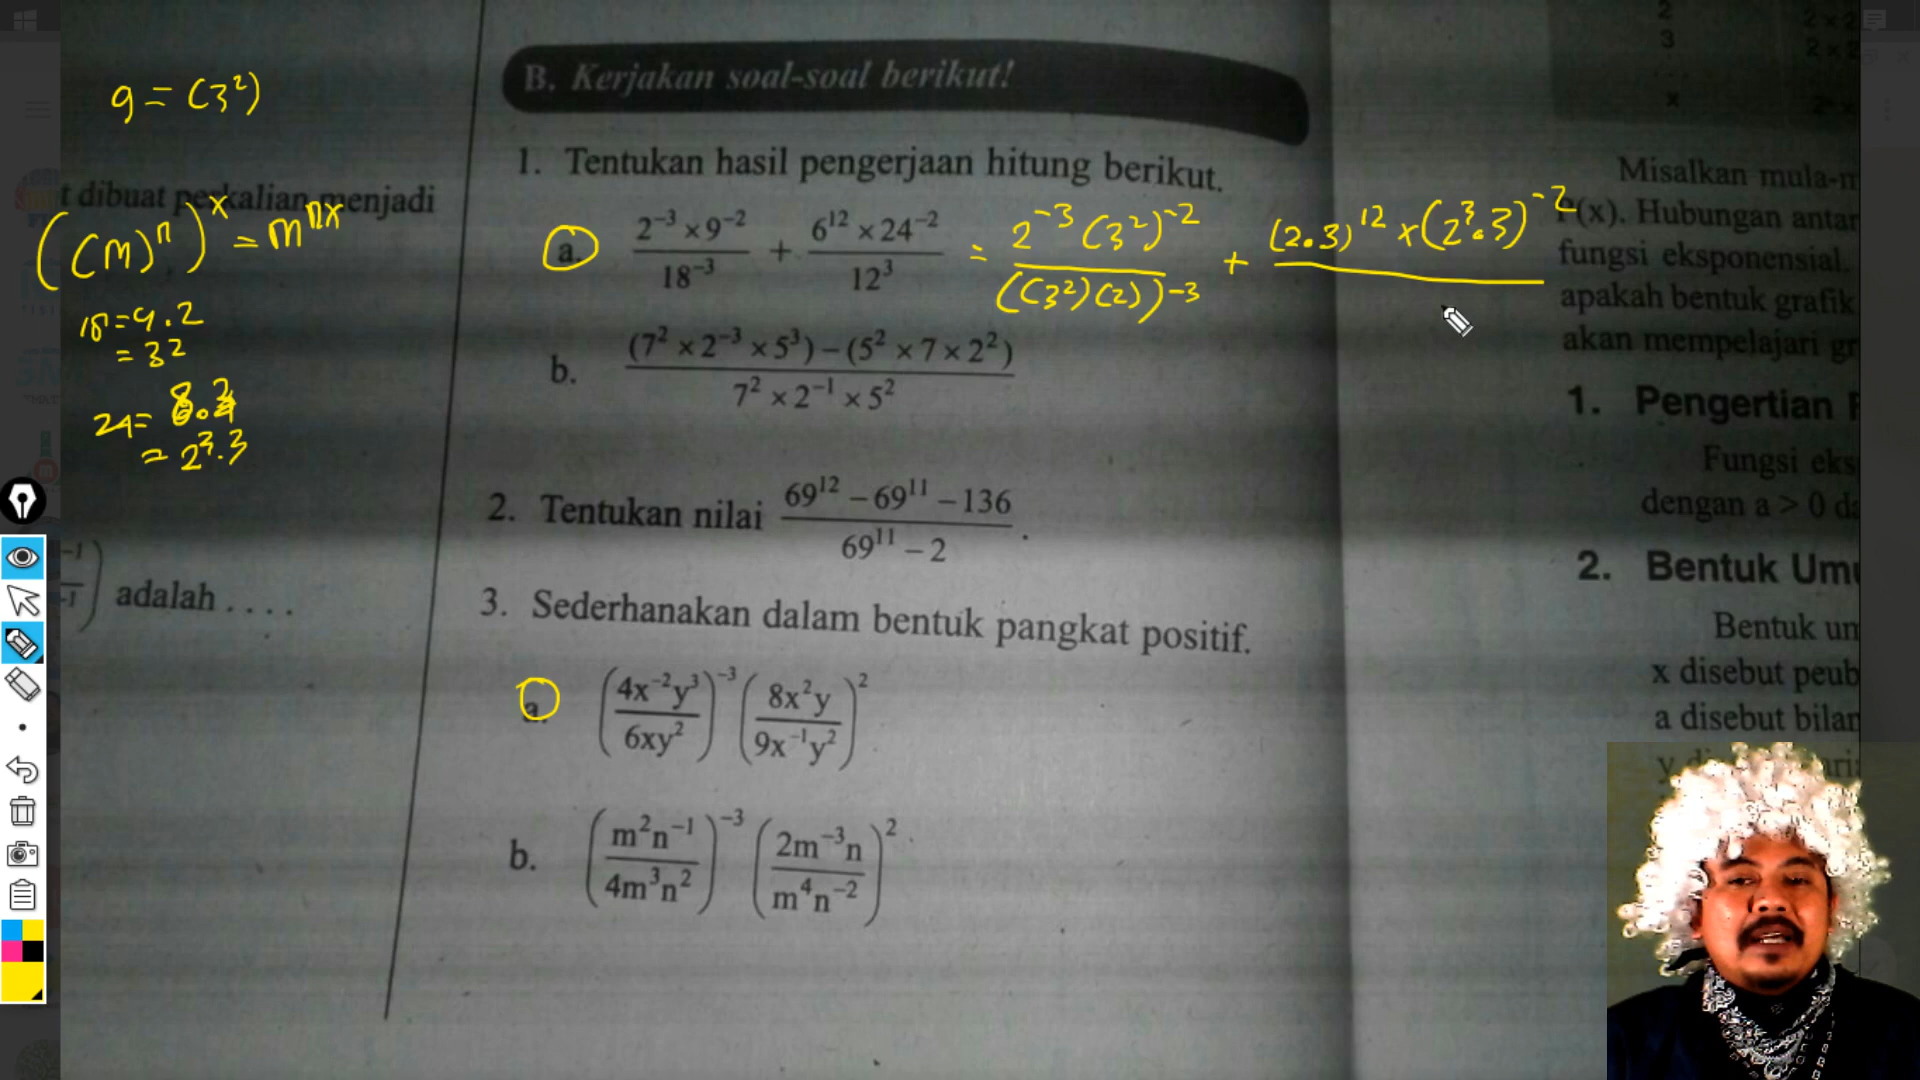 9 = (3²)
((m)ⁿ)ˣ = mⁿˣ
18 = 9.2
= 3²
24 = 8.3
= 2³.3
t dibuat perkalian menjadi
adalah . . . .
B. Kerjakan soal-soal berikut!
1. Tentukan hasil pengerjaan hitung berikut.
a. (2⁻³ × 9⁻²)/18⁻³ + (6¹² × 24⁻²)/12³ = (2⁻³ (3²)⁻²)/((3²)(2))⁻³ + (2.3)¹² × (2³.3)⁻²
b. ((7² × 2⁻³ × 5³) – (5² × 7 × 2²))/(7² × 2⁻¹ × 5²)
2. Tentukan nilai (69¹² – 69¹¹ – 136)/(69¹¹ – 2) .
3. Sederhanakan dalam bentuk pangkat positif.
a. (4x⁻²y³/6xy²)⁻³ (8x²y/9x⁻¹y²)²
b. (m²n⁻¹/4m³n²)⁻³ (2m⁻³n/m⁴n⁻²)²
2
3 2 ×
x
Misalkan mula-m
P(x). Hubungan antar
fungsi eksponensial.
apakah bentuk grafik
akan mempelajari gr
1. Pengertian F
Fungsi eks
dengan a > 0 da
2. Bentuk Umu
Bentuk un
x disebut peub
a disebut bilan